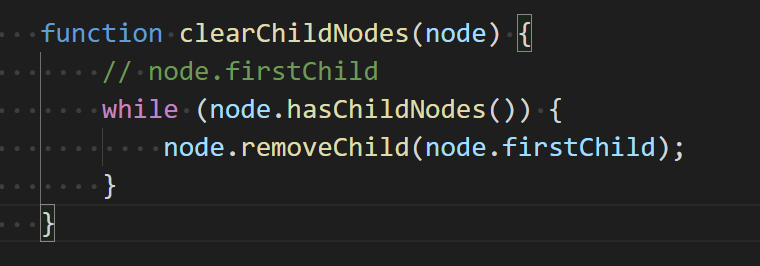 function clearChildNodes(node) {
// node.firstChild
while (node.hasChildNodes()) {
node.removeChild(node.firstChild);
}
}